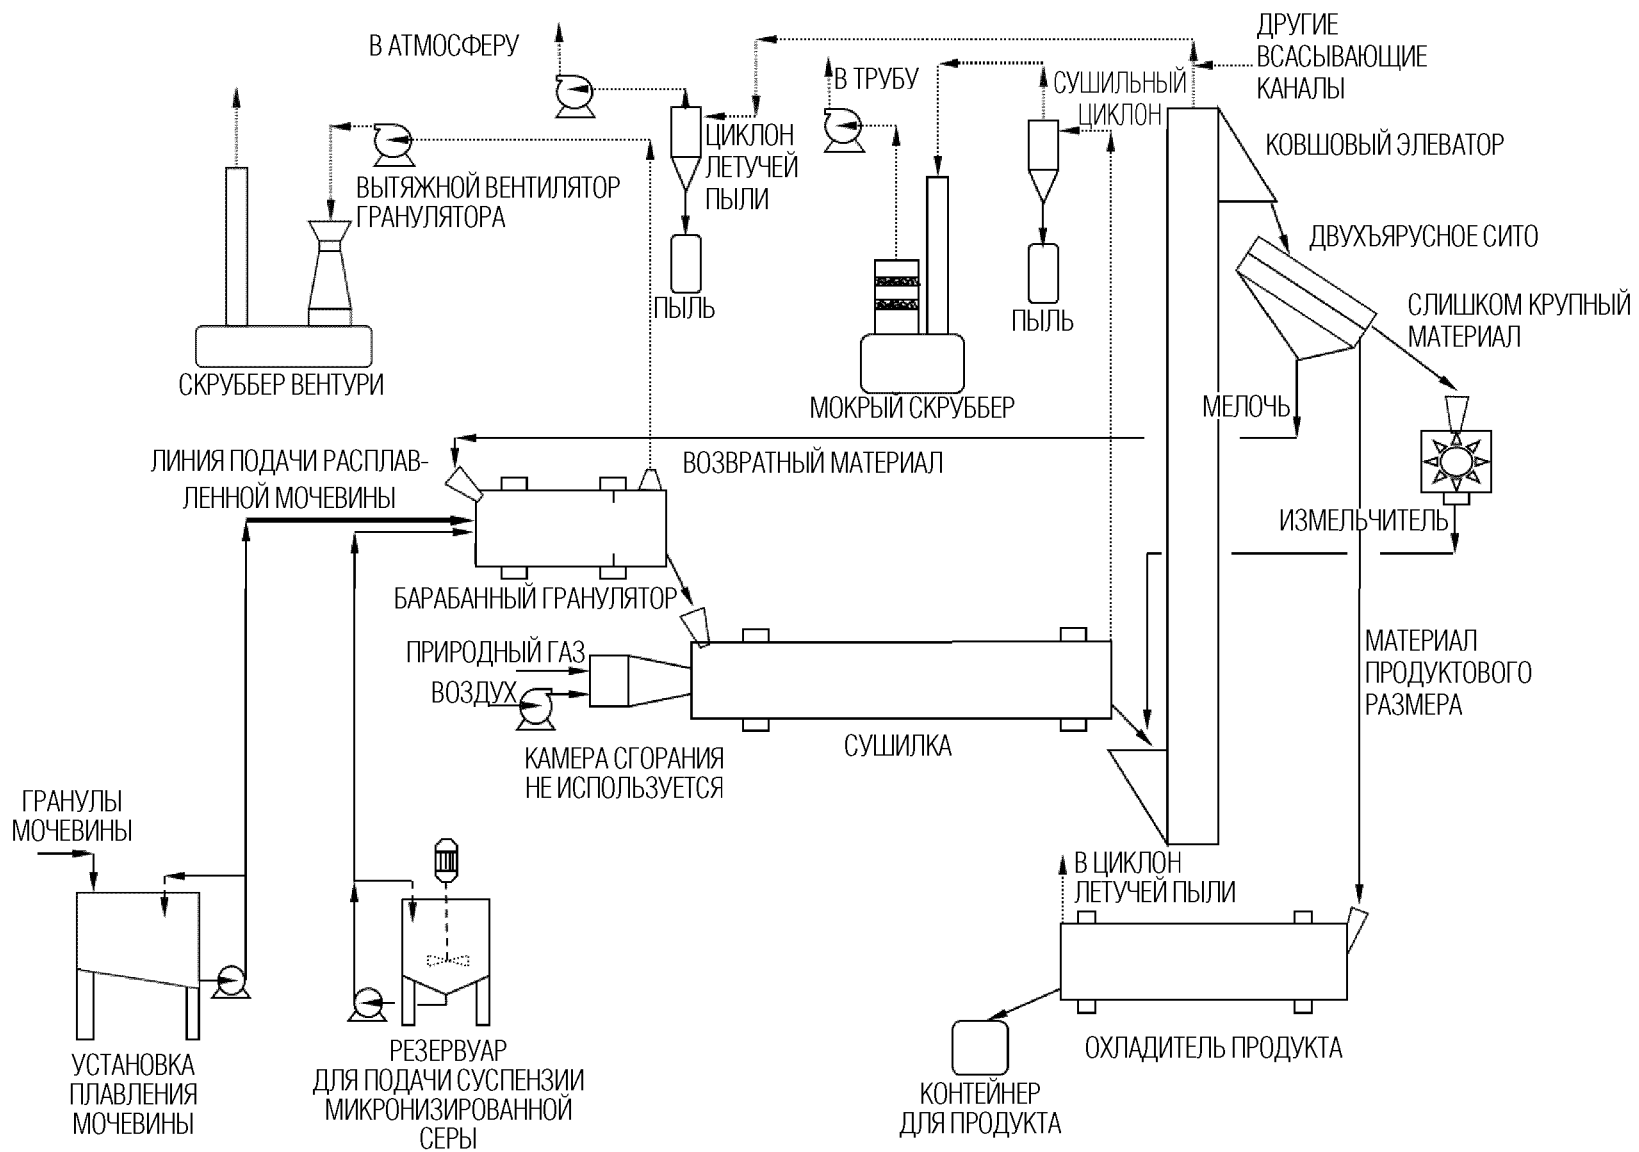 В АТМОСФЕРУ
ДРУГИЕ
ВСАСЫВАЮЩИЕ
КАНАЛЫ
В ТРУБУ
СУШИЛЬНЫЙ
ЦИКЛОН
ЦИКЛОН
ЛЕТУЧЕЙ
ПЫЛИ
КОВШОВЫЙ ЭЛЕВАТОР
ВЫТЯЖНОЙ ВЕНТИЛЯТОР
ГРАНУЛЯТОРА
ДВУХЪЯРУСНОЕ СИТО
ПЫЛЬ
ПЫЛЬ
СЛИШКОМ КРУПНЫЙ
МАТЕРИАЛ
СКРУББЕР ВЕНТУРИ
МОКРЫЙ СКРУББЕР
МЕЛОЧЬ
ЛИНИЯ ПОДАЧИ РАСПЛАВ-
ЛЕННОЙ МОЧЕВИНЫ
ВОЗВРАТНЫЙ МАТЕРИАЛ
ИЗМЕЛЬЧИТЕЛЬ
БАРАБАННЫЙ ГРАНУЛЯТОР
ПРИРОДНЫЙ ГАЗ
ВОЗДУХ
МАТЕРИАЛ
ПРОДУКТОВОГО
РАЗМЕРА
СУШИЛКА
КАМЕРА СГОРАНИЯ
НЕ ИСПОЛЬЗУЕТСЯ
ГРАНУЛЫ
МОЧЕВИНЫ
В ЦИКЛОН
ЛЕТУЧЕЙ ПЫЛИ
УСТАНОВКА
ПЛАВЛЕНИЯ
МОЧЕВИНЫ
РЕЗЕРВУАР
ДЛЯ ПОДАЧИ СУСПЕНЗИИ
МИКРОНИЗИРОВАННОЙ
СЕРЫ
ОХЛАДИТЕЛЬ ПРОДУКТА
КОНТЕЙНЕР
ДЛЯ ПРОДУКТА